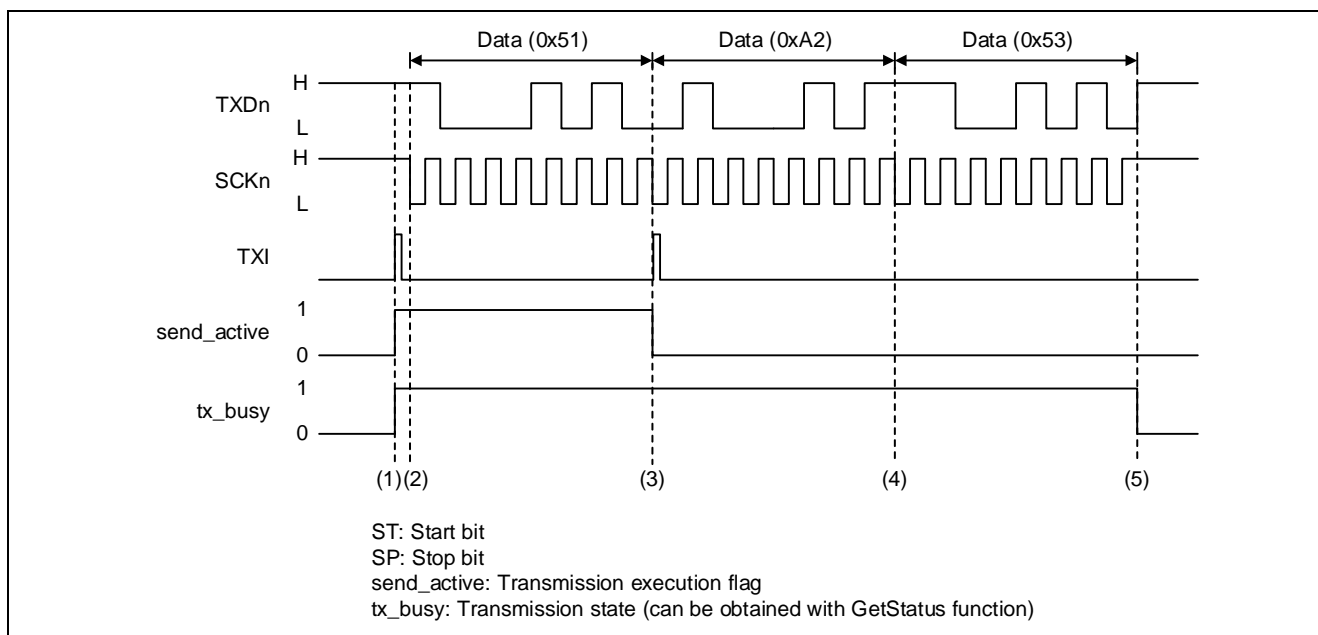 Data (0x51) Data (0xA2) Data (0x53)
H
TXDn
L
H
SCKn
L
TXI
1
send_active
0
1
tx_busy
0
(1) (2) (3) (4) (5)
ST: Start bit
SP: Stop bit
send_active: Transmission execution flag
tx_busy: Transmission state (can be obtained with GetStatus function)